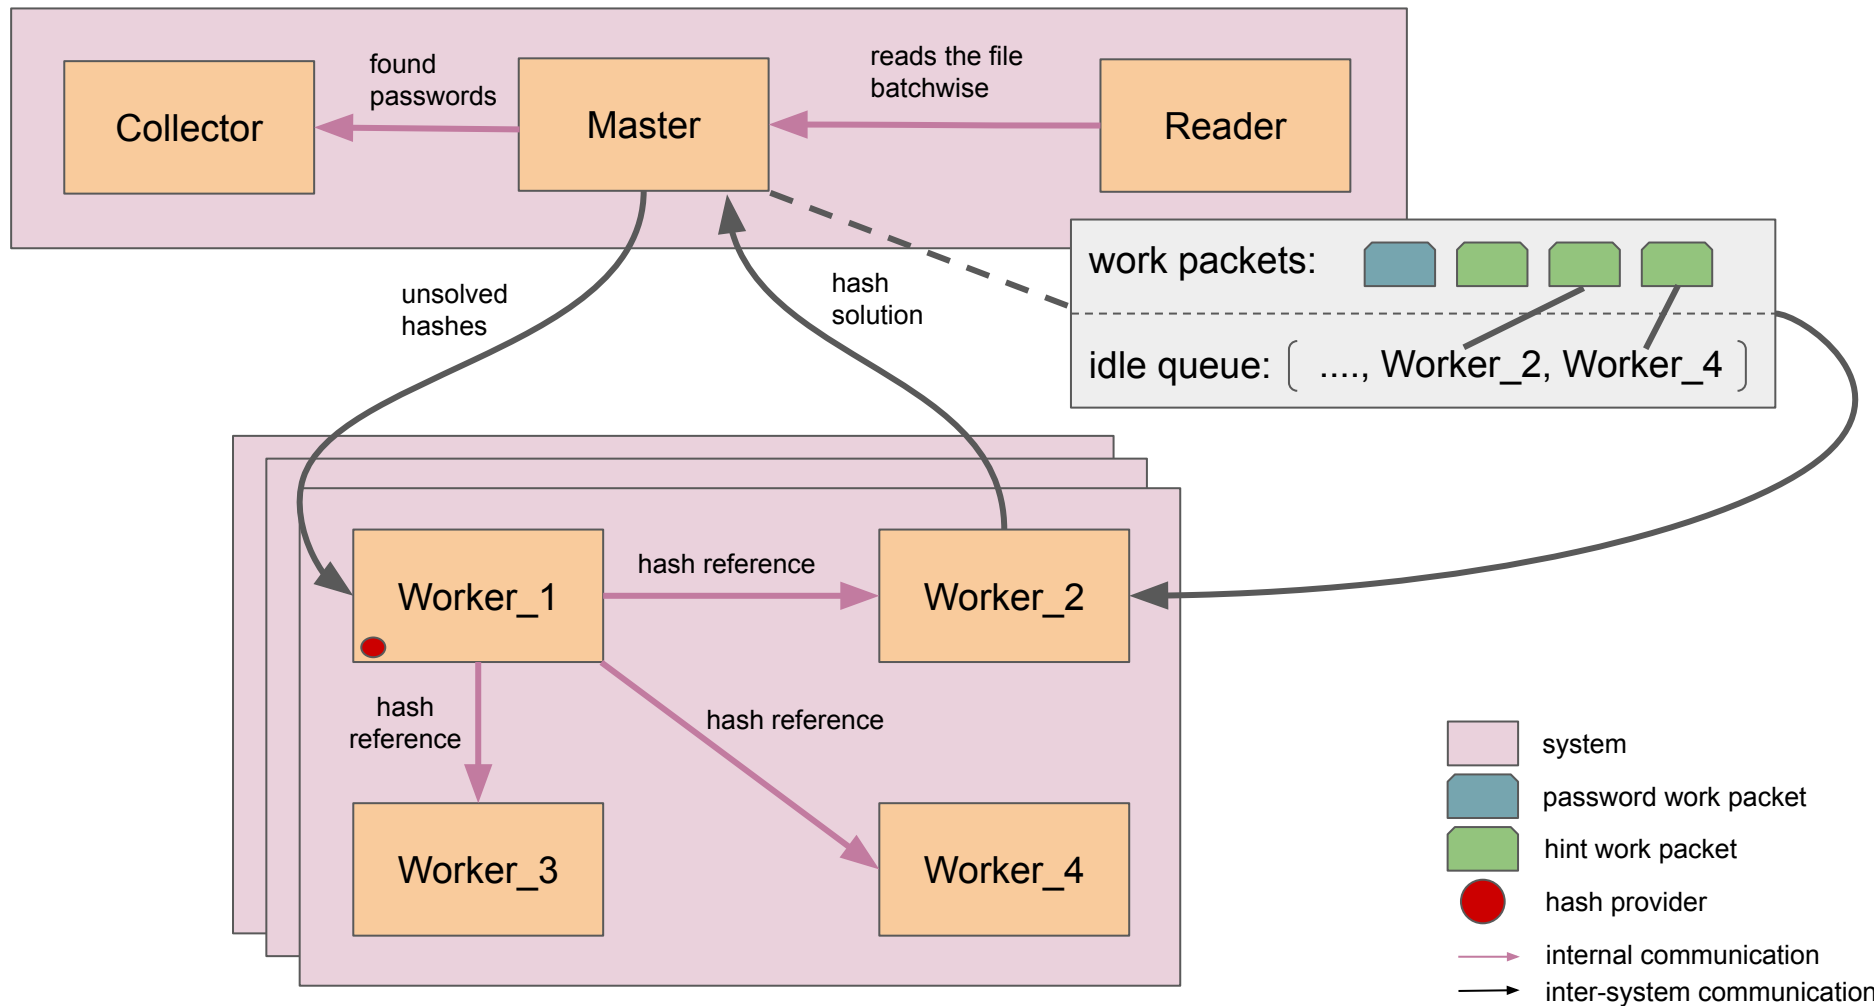 found
passwords
reads the file
batchwise
Collector
Master
Reader
work packets:
unsolved
hashes
hash
solution
idle queue: ( ...., Worker_2, Worker_4 )
Worker_1
hash reference
Worker_2
hash
reference
hash reference
Worker_3
Worker_4
system
password work packet
hint work packet
hash provider
internal communication
inter-system communication